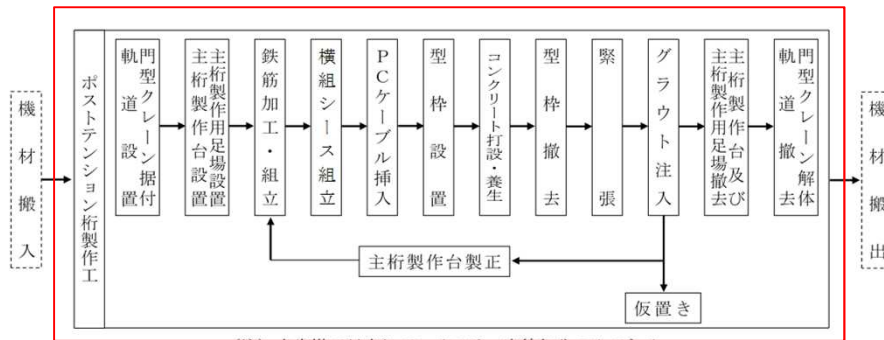 機材搬入
ポストテンション桁製作工
門型クレーン据付
軌道設置
主桁製作用足場設置
主桁製作台設置
鉄筋加工・組立
横組シース組立
PCケーブル挿入
型枠設置
コンクリート打設・養生
型枠撤去
緊張
グラウト注入
主桁製作台及び
主桁製作用足場撤去
門型クレーン解体
軌道撤去
機材搬出
主桁製作台製正
仮置き